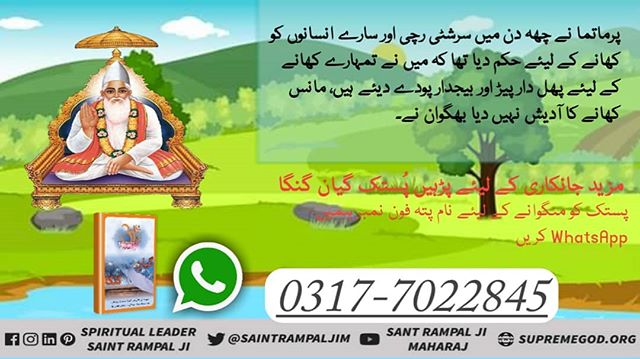 پرماتما نے چھہ دن میں سرشٹی رچی اور سارے انسانوں کو
کھانے کے لیئے حکم دیا تھا کہ میں نے تمہارے کھانے
کے لیئے پھل دار پیڑ اور بیجدار پودے دیئے ہیں، مانس
کھانے کا آدیش نہیں دیا بھگوان نے۔
مزید جانکاری کے لیئے پڑہیں پُستک گیان گنگا
پستک کو منگوانے کے لیئے نام پتہ فون نمبر
WhatsApp کریں
0317-7022845
SPIRITUAL LEADER
SAINT RAMPAL JI
@SAINTRAMPALJIM
SANT RAMPAL JI
MAHARAJ
SUPREMEGOD.ORG